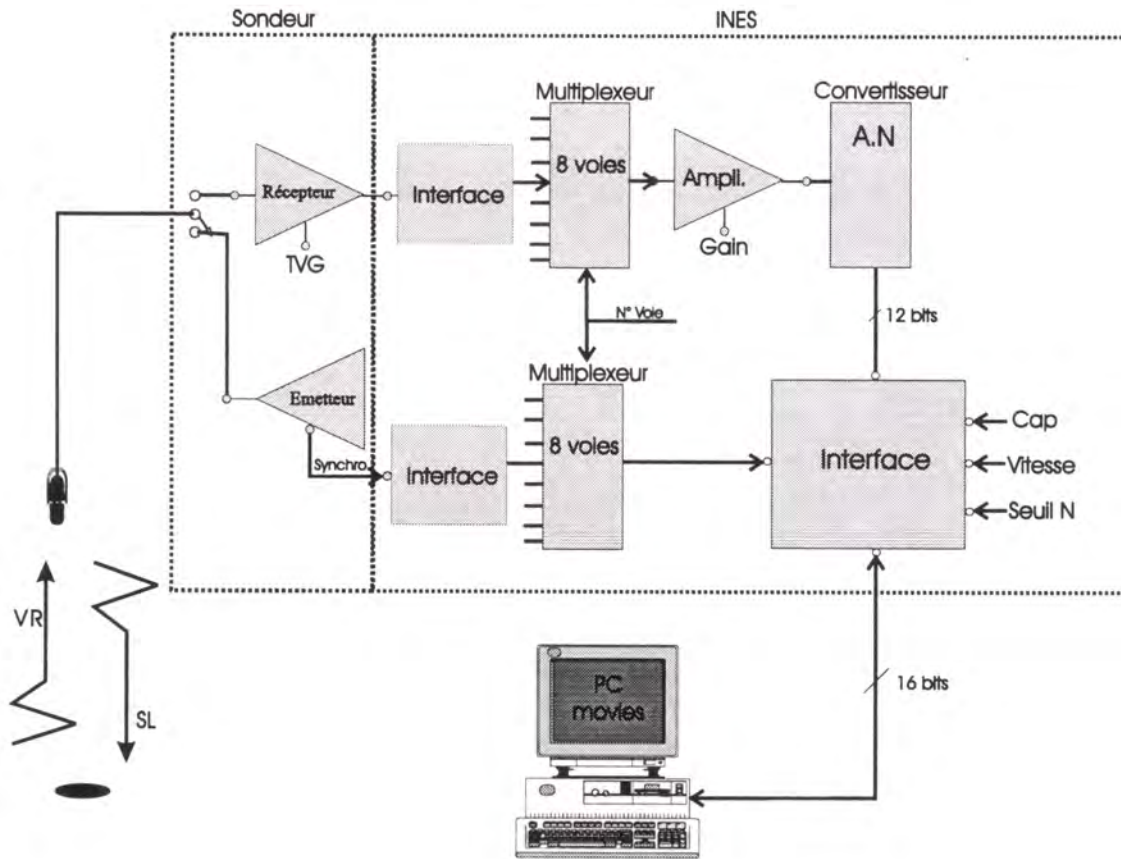 Sondeur
INES
Multiplexeur
Convertisseur
A.N
8 voies
Récepteur
Interface
Ampli.
TVG
Gain
N° Voie
12 bits
Multiplexeur
Emetteur
8 voies
Cap
Interface
Vitesse
Synchro.
Interface
Seuil N
VR
SL
PC
movies
16 bits